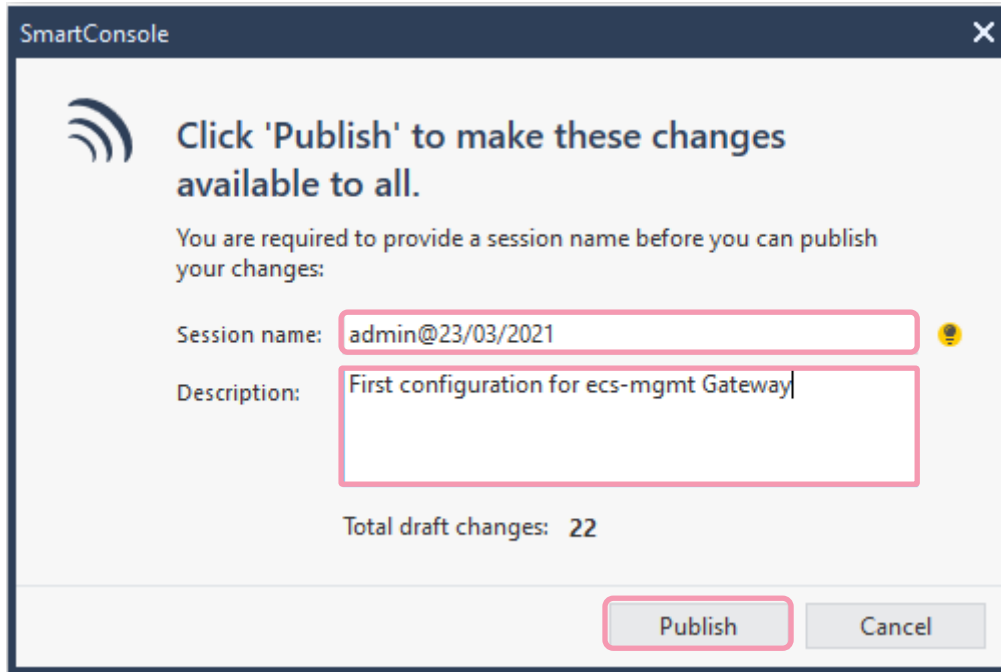 SmartConsole
Click 'Publish' to make these changes
available to all.
You are required to provide a session name before you can publish
your changes:
Session name: admin@23/03/2021
Description: First configuration for ecs-mgmt Gateway
Total draft changes: 22
Publish Cancel